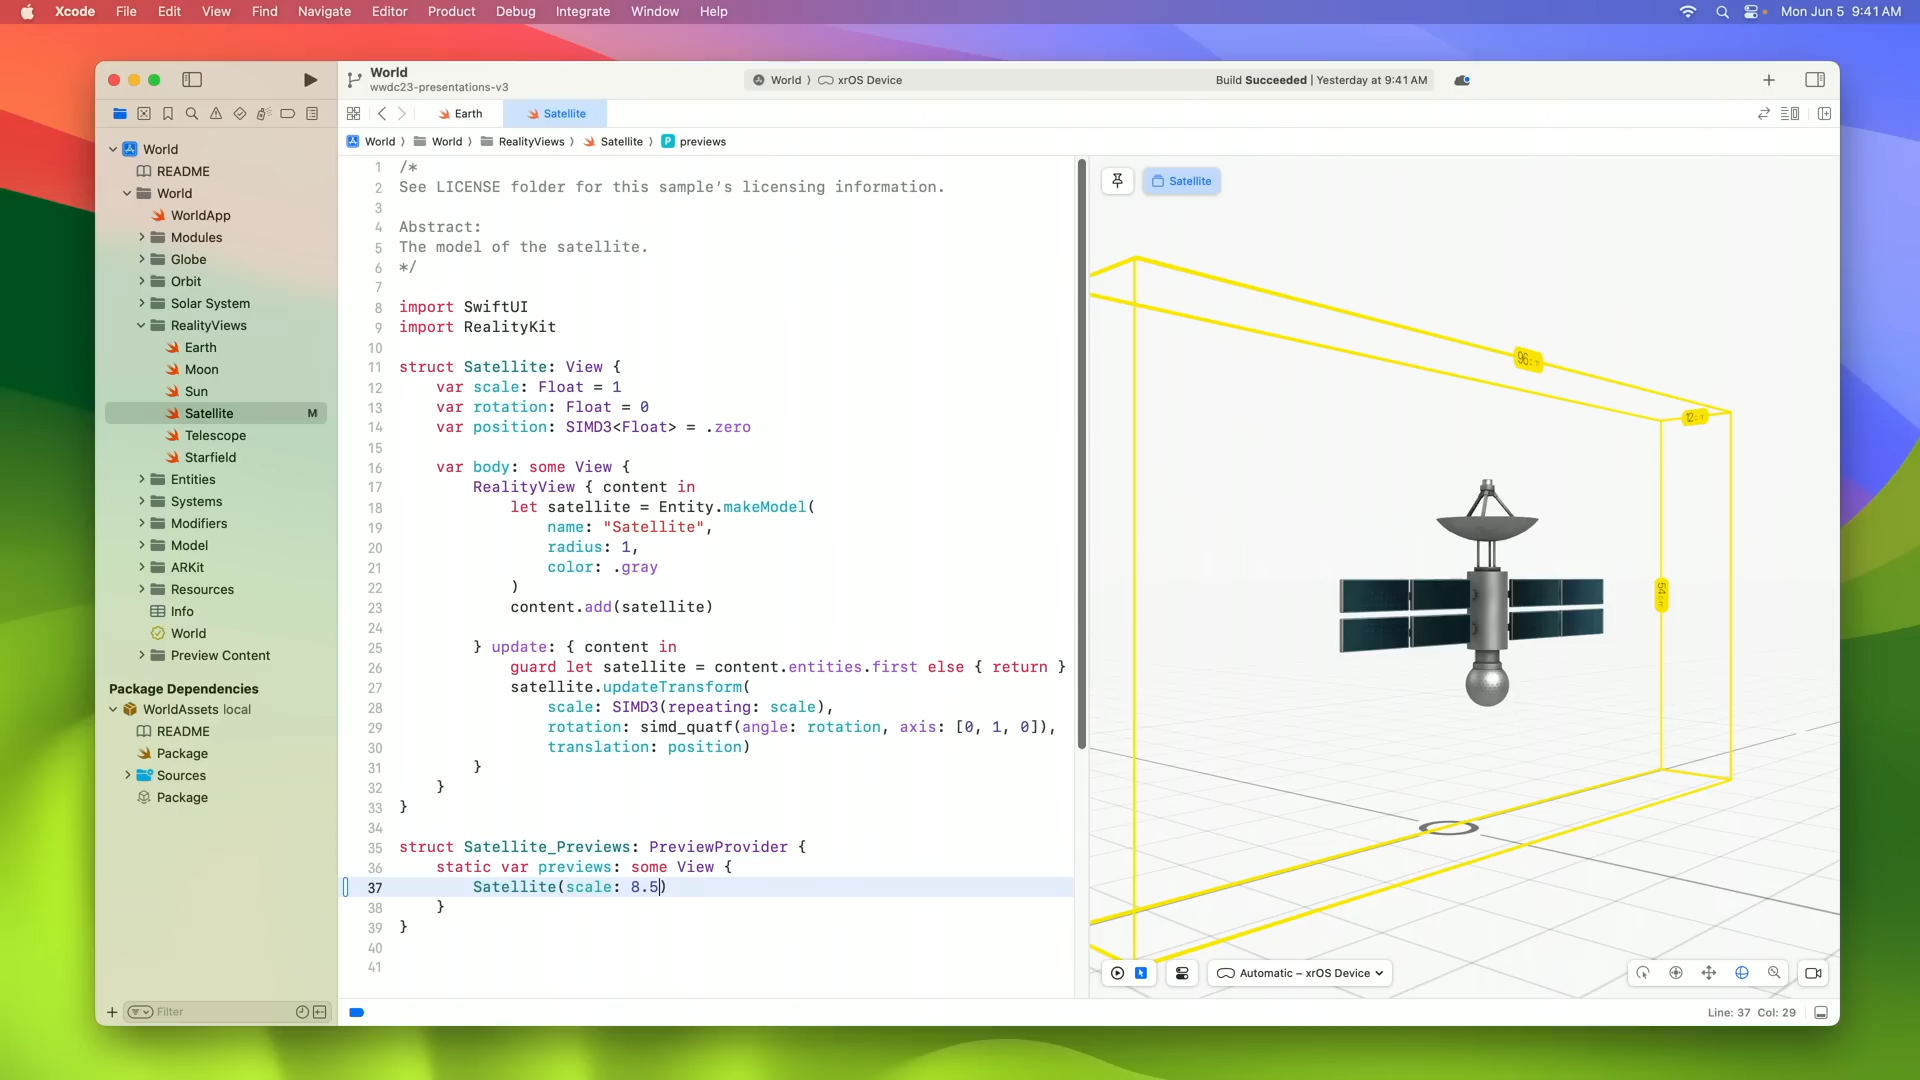 Xcode File Edit View Find Navigate Editor Product Debug Integrate Window Help Mon Jun 5 9:41 AM
World
wwdc23-presentations-v3
World ⟩ xrOS Device
Build Succeeded | Yesterday at 9:41 AM
Earth
Satellite
World ⟩ World ⟩ RealityViews ⟩ Satellite ⟩ P previews
World
README
World
WorldApp
Modules
Globe
Orbit
Solar System
RealityViews
Earth
Moon
Sun
Satellite M
Telescope
Starfield
Entities
Systems
Modifiers
Model
ARKit
Resources
Info
World
Preview Content
Package Dependencies
WorldAssets local
README
Package
Sources
Package
Filter
1 /*
2 See LICENSE folder for this sample’s licensing information.
3
4 Abstract:
5 The model of the satellite.
6 */
7
8 import SwiftUI
9 import RealityKit
10
11 struct Satellite: View {
12 var scale: Float = 1
13 var rotation: Float = 0
14 var position: SIMD3<Float> = .zero
15
16 var body: some View {
17 RealityView { content in
18 let satellite = Entity.makeModel(
19 name: "Satellite",
20 radius: 1,
21 color: .gray
22 )
23 content.add(satellite)
24
25 } update: { content in
26 guard let satellite = content.entities.first else { return }
27 satellite.updateTransform(
28 scale: SIMD3(repeating: scale),
29 rotation: simd_quatf(angle: rotation, axis: [0, 1, 0]),
30 translation: position)
31 }
32 }
33 }
34
35 struct Satellite_Previews: PreviewProvider {
36 static var previews: some View {
37 Satellite(scale: 8.5)
38 }
39 }
40
41
Satellite
96
12
54
Automatic – xrOS Device
Line: 37 Col: 29